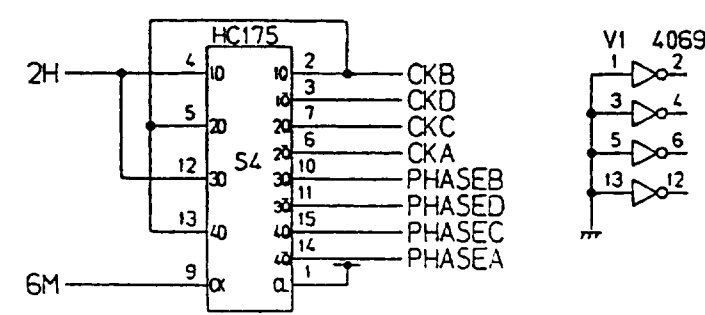 HC175
V1 4069
2H 4 1D 1Q 2 CKB
1Q 3 CKD
5 2D 2Q 7 CKC
S4 2Q 6 CKA
12 3D 3Q 10 PHASEB
3Q 11 PHASED
13 4D 4Q 15 PHASEC
4Q 14 PHASEA
6M 9 CK CL 1
1 2
3 4
5 6
13 12